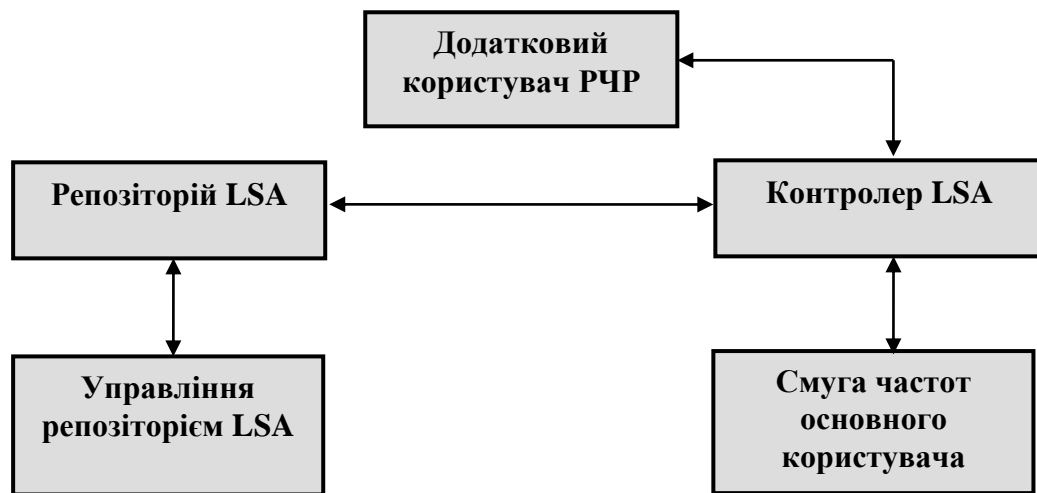 Додатковий
користувач РЧР
Репозіторій LSA
Контролер LSA
Управління
репозіторієм LSA
Смуга частот
основного
користувача